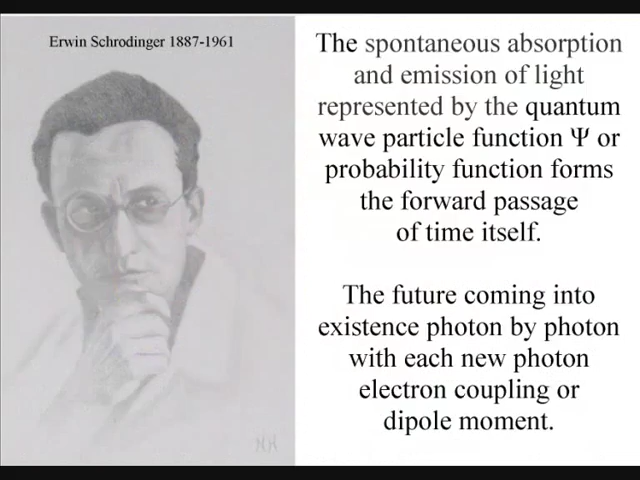 Erwin Schrodinger 1887-1961
The spontaneous absorption
and emission of light
represented by the quantum
wave particle function Ψ or
probability function forms
the forward passage
of time itself.
The future coming into
existence photon by photon
with each new photon
electron coupling or
dipole moment.